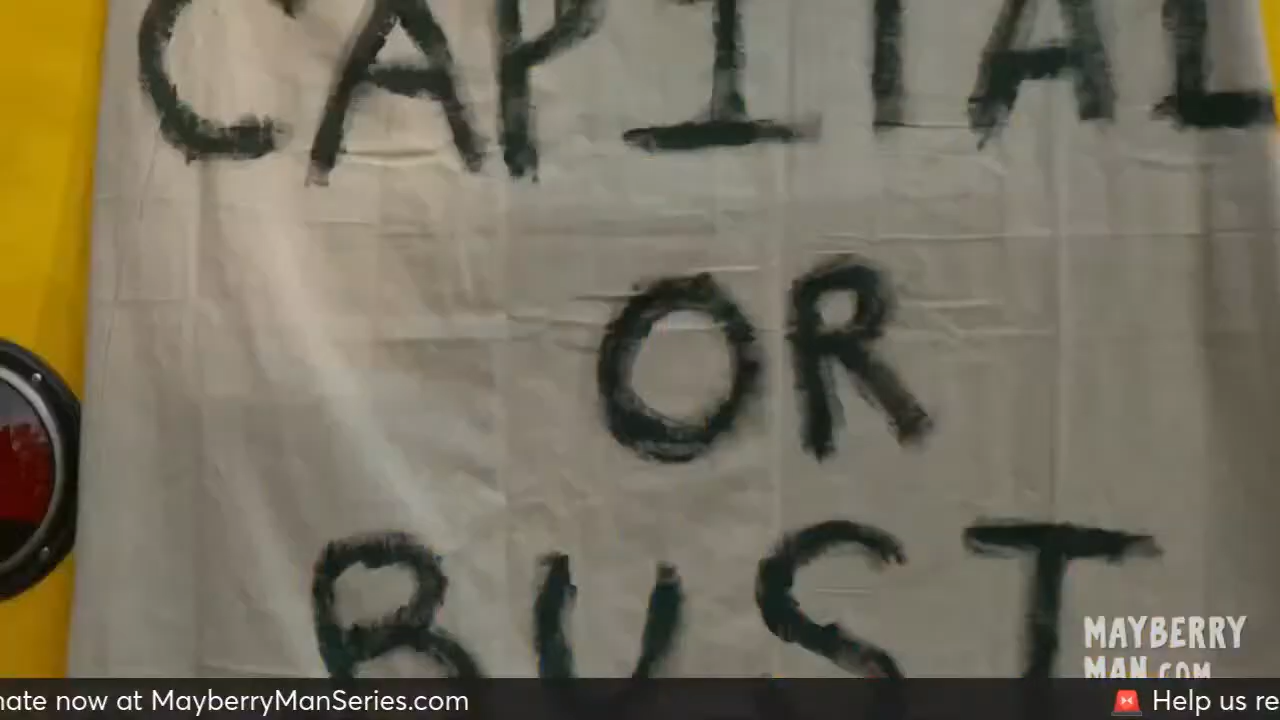 CAPITAL
OR
BUST
MAYBERRY
MAN.COM
nate now at MayberryManSeries.com
🚨 Help us re